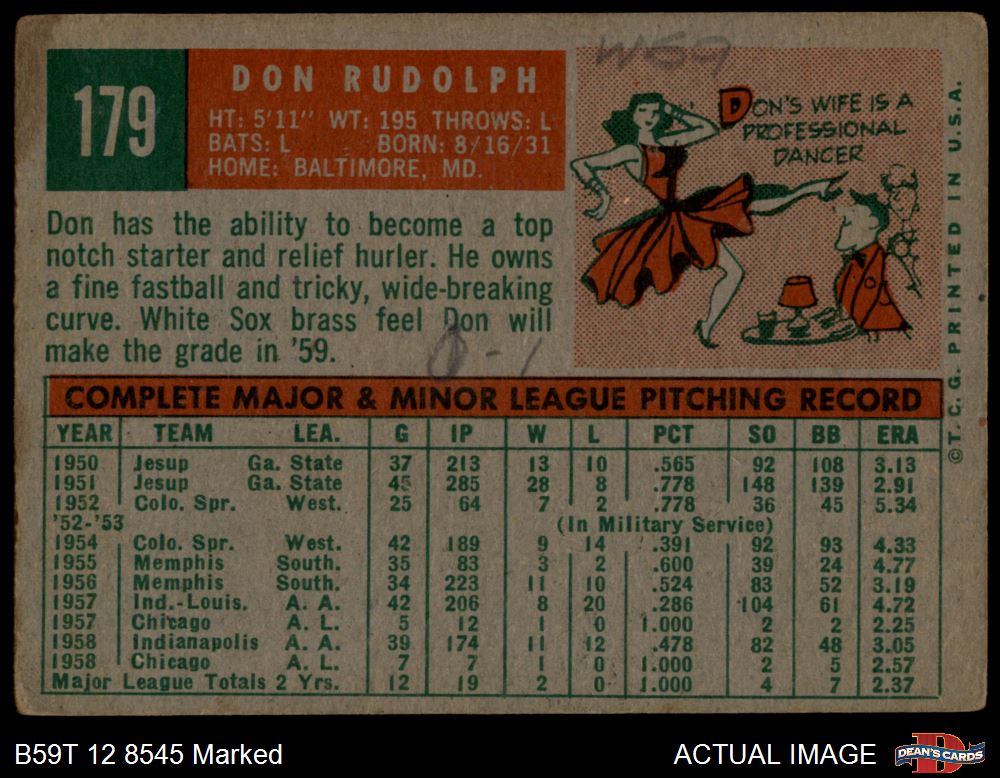 W59
179
DON RUDOLPH
HT: 5'11" WT: 195 THROWS: L
BATS: L BORN: 8/16/31
HOME: BALTIMORE, MD.
DON'S WIFE IS A
PROFESSIONAL
DANCER
Don has the ability to become a top
notch starter and relief hurler. He owns
a fine fastball and tricky, wide-breaking
curve. White Sox brass feel Don will
make the grade in '59.
0-1
©T. C. G. PRINTED IN U.S.A.
COMPLETE MAJOR & MINOR LEAGUE PITCHING RECORD
YEAR TEAM LEA. G IP W L PCT SO BB ERA
1950 Jesup Ga. State 37 213 13 10 .565 92 108 3.13
1951 Jesup Ga. State 45 285 28 8 .778 148 139 2.91
1952 Colo. Spr. West. 25 64 7 2 .778 36 45 5.34
'52-'53 (In Military Service)
1954 Colo. Spr. West. 42 189 9 14 .391 92 93 4.33
1955 Memphis South. 35 83 3 2 .600 39 24 4.77
1956 Memphis South. 34 223 11 10 .524 83 52 3.19
1957 Ind.-Louis. A. A. 42 206 8 20 .286 104 61 4.72
1957 Chicago A. L. 5 12 1 0 1.000 2 2 2.25
1958 Indianapolis A. A. 39 174 11 12 .478 82 48 3.05
1958 Chicago A. L. 7 7 1 0 1.000 2 5 2.57
Major League Totals 2 Yrs. 12 19 2 0 1.000 4 7 2.37
B59T 12 8545 Marked
ACTUAL IMAGE
DEAN'S CARDS